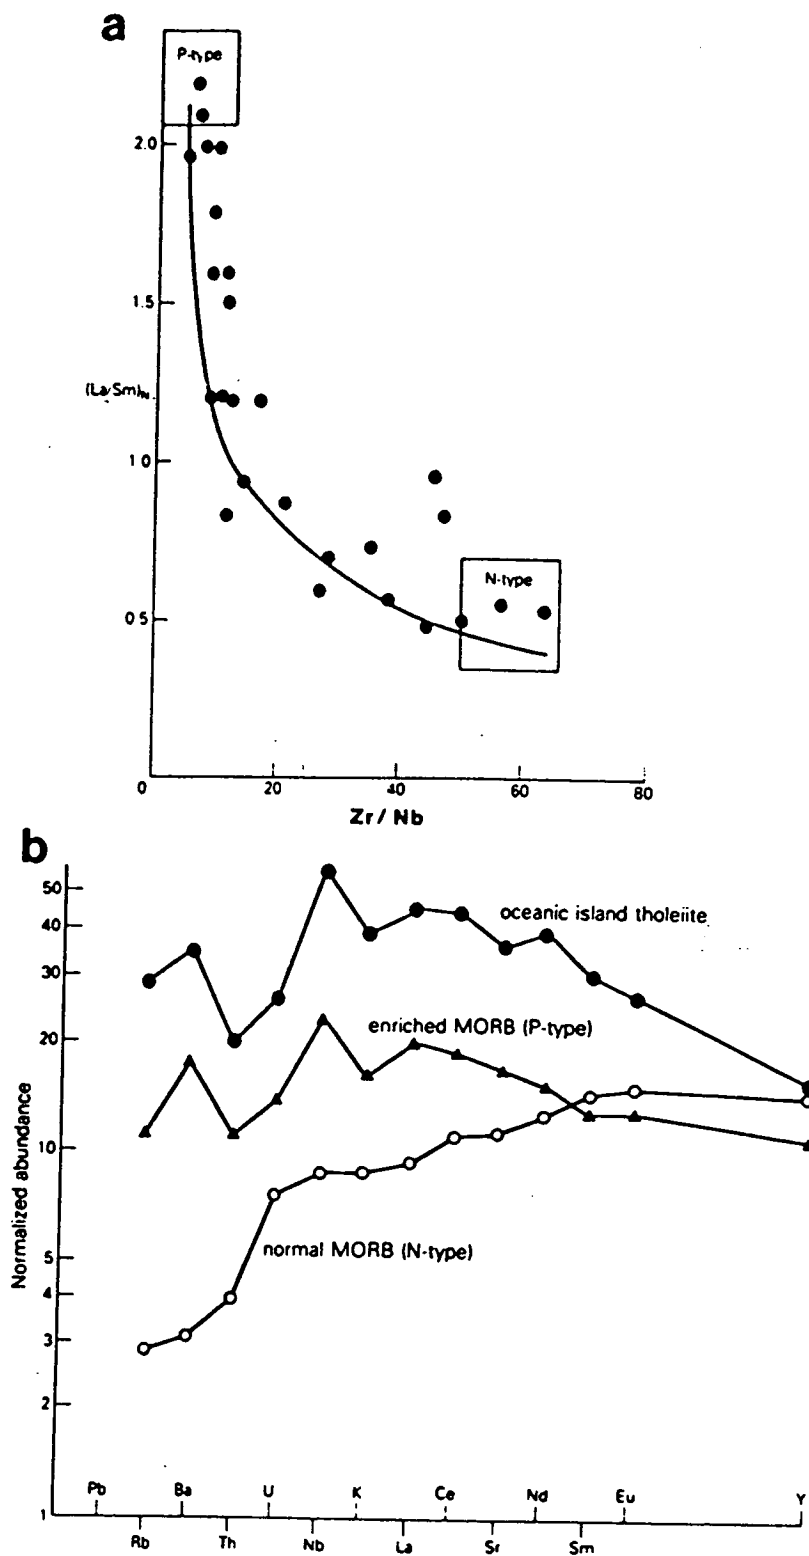 a
P-type
2.0
1.5
(La/Sm)N
1 0
N-type
0 5
0 20 40 60 80
Zr / Nb
b
50
oceanic island tholeiite
40
30
enriched MORB (P-type)
20
Normalized abundance
10
normal MORB (N-type)
5
4
3
2
Pb Ba U K Ce Nd Eu Y
1
Rb Th Nb La Sr Sm